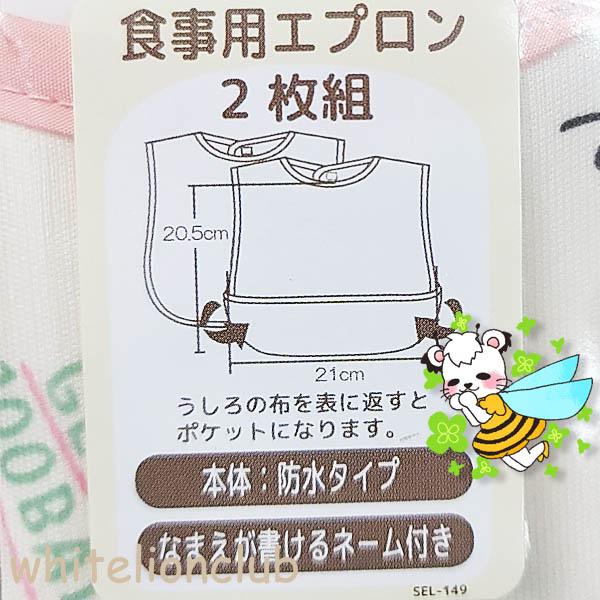 食事用エプロン
2枚組
20.5cm
21cm
うしろの布を表に返すと
ポケットになります。
本体：防水タイプ
なまえが書けるネーム付き
SEL-149
whitelionclub